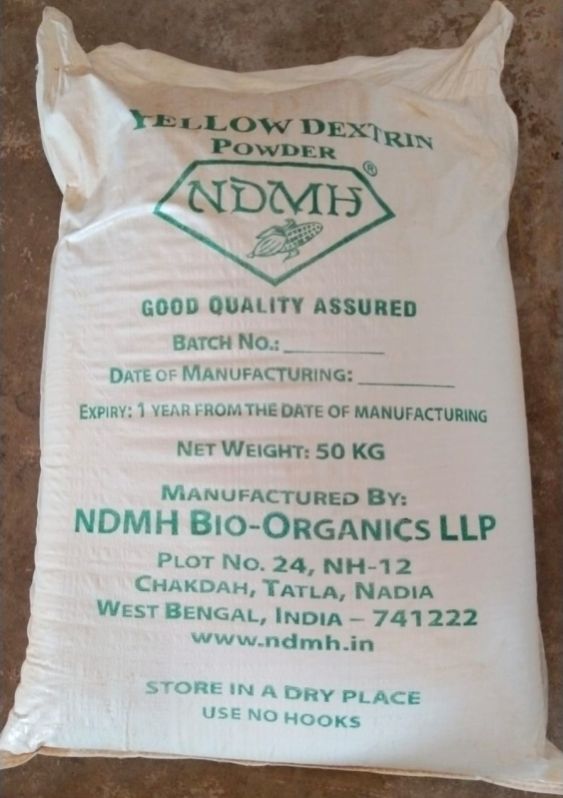 YELLOW DEXTRIN
POWDER
NDMH®
GOOD QUALITY ASSURED
BATCH NO.: __________
DATE OF MANUFACTURING: __________
EXPIRY: 1 YEAR FROM THE DATE OF MANUFACTURING
NET WEIGHT: 50 KG
MANUFACTURED BY:
NDMH BIO-ORGANICS LLP
PLOT NO. 24, NH-12
CHAKDAH, TATLA, NADIA
WEST BENGAL, INDIA – 741222
www.ndmh.in
STORE IN A DRY PLACE
USE NO HOOKS